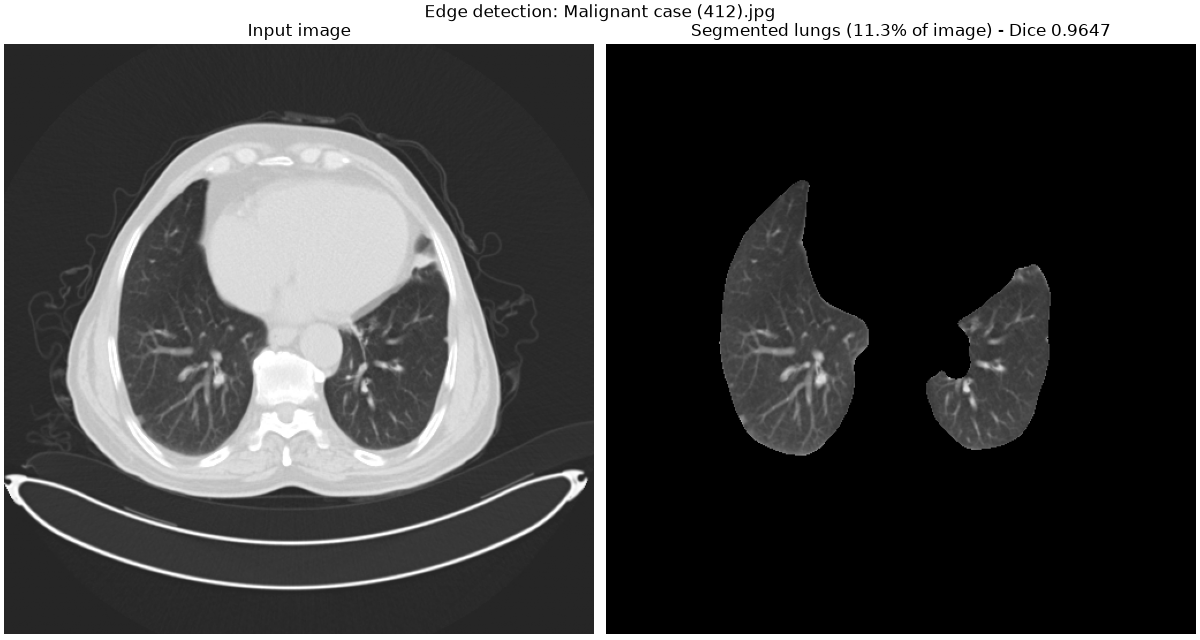 Edge detection: Malignant case (412).jpg
Input image
Segmented lungs (11.3% of image) - Dice 0.9647